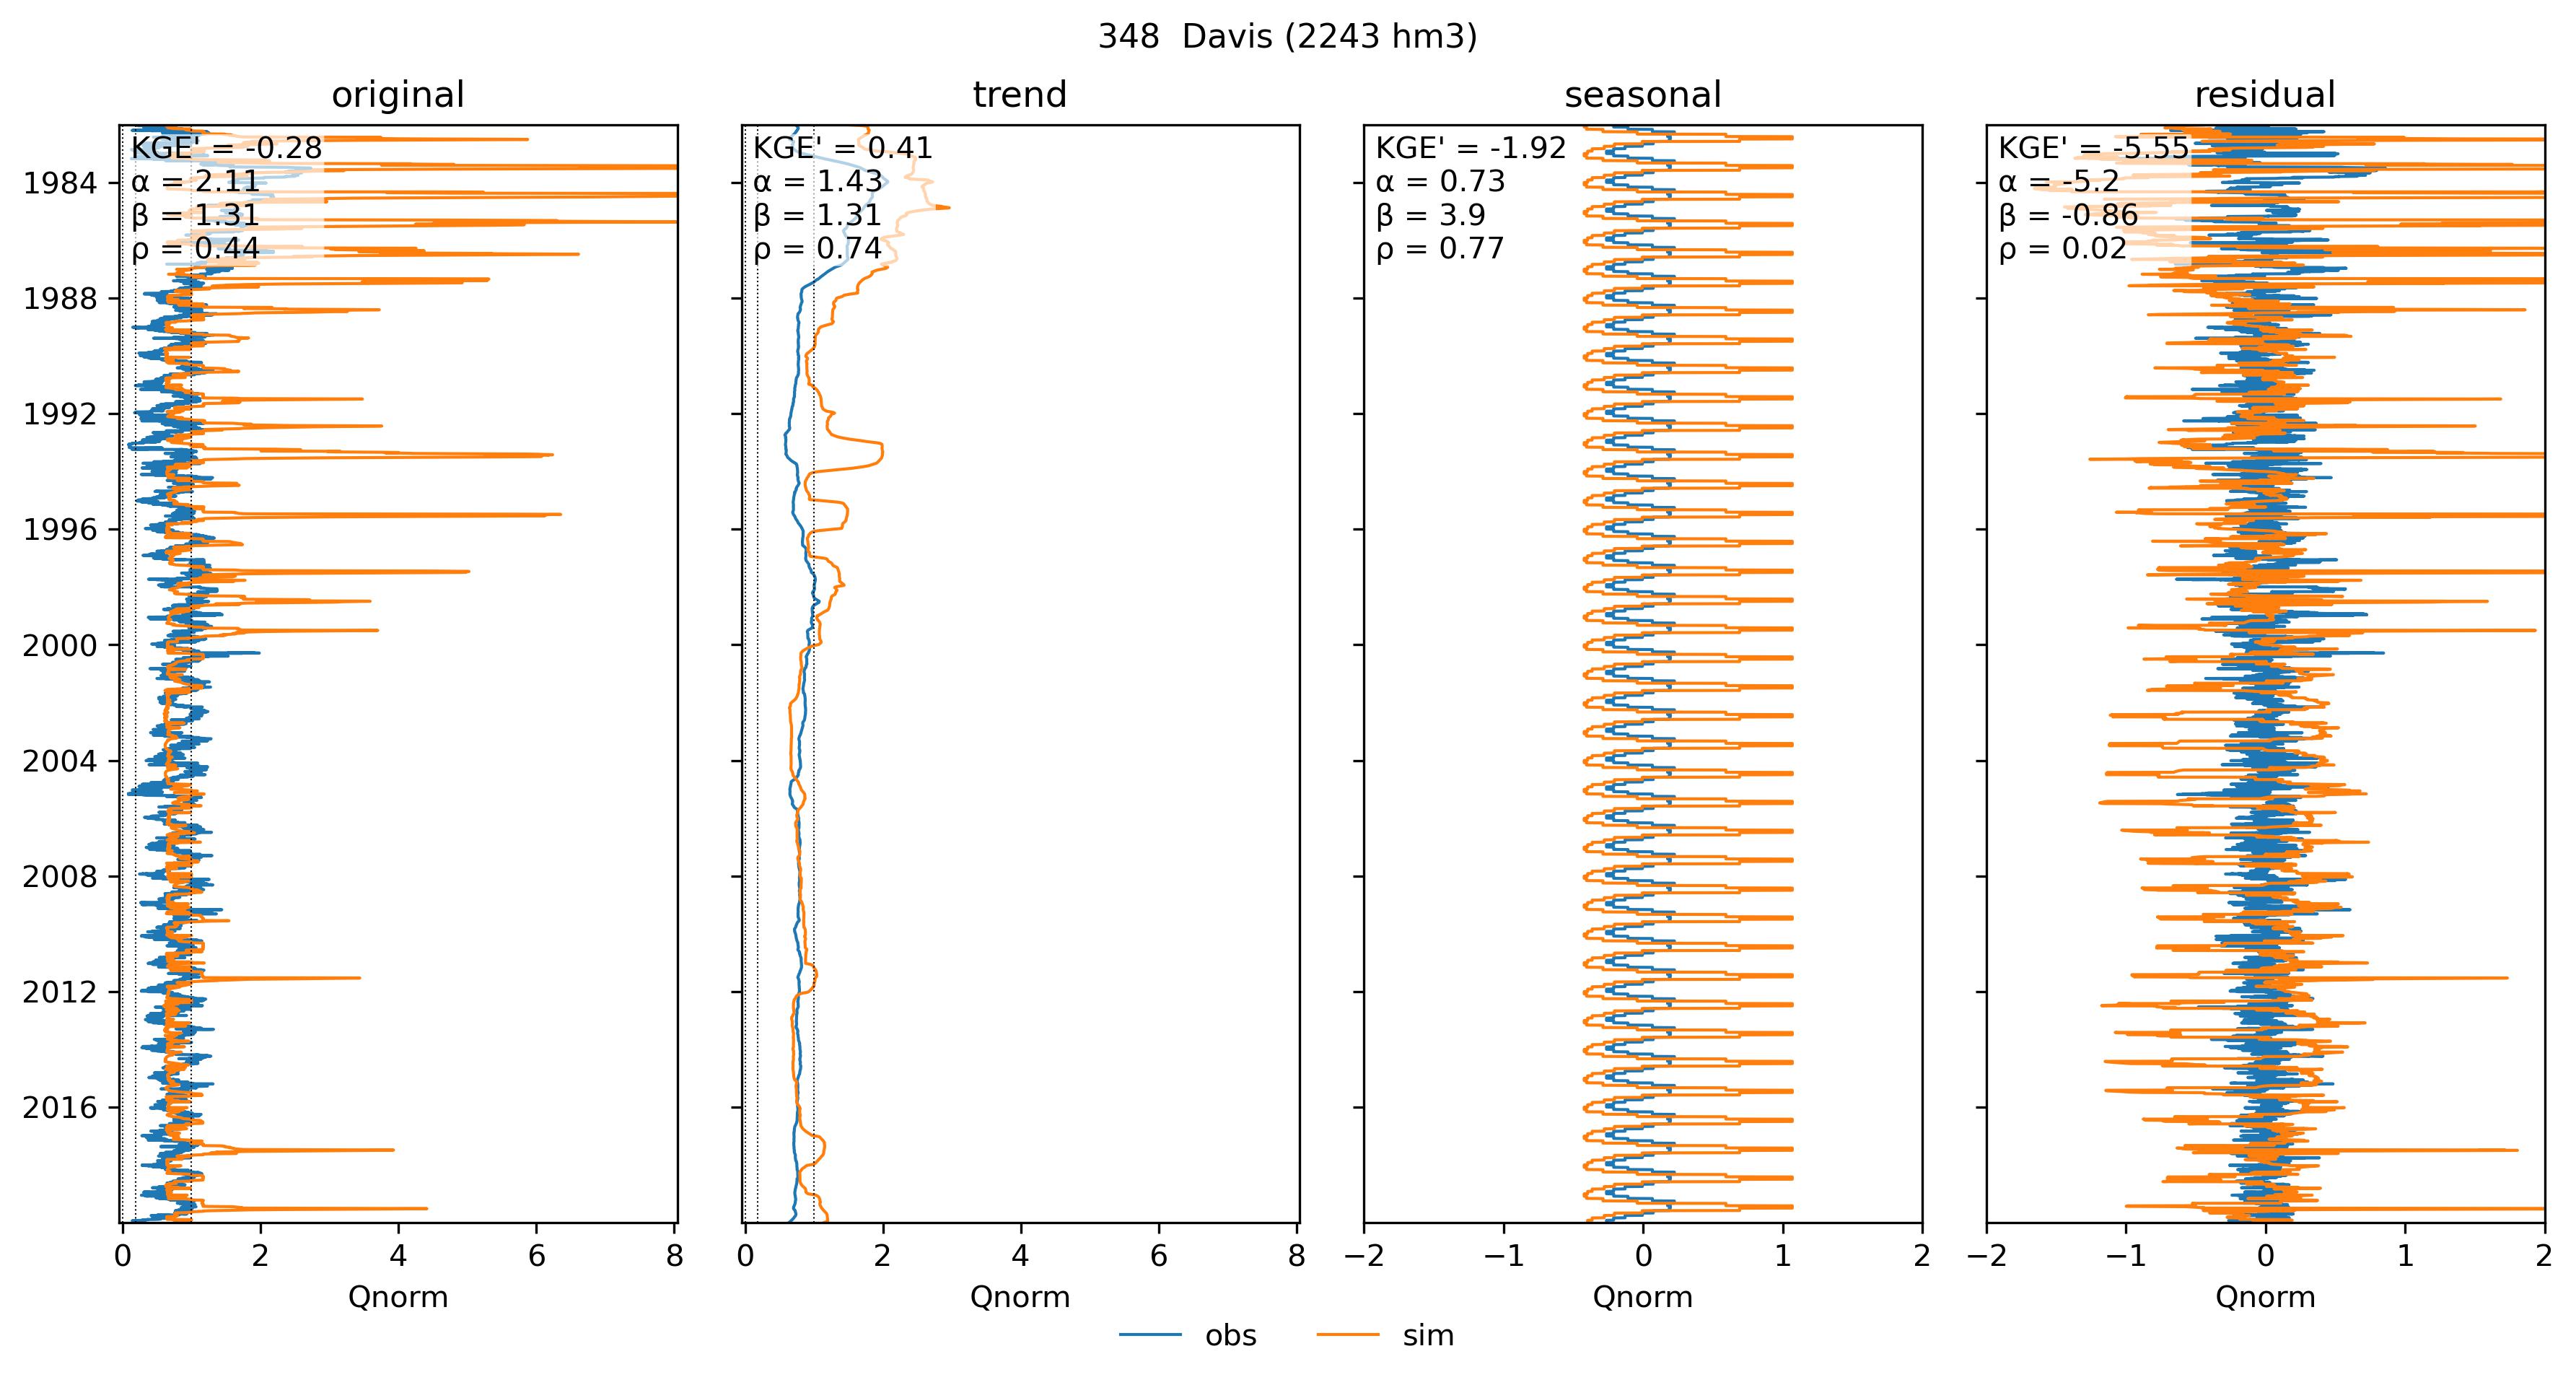 348  Davis (2243 hm3)
original
trend
seasonal
residual
KGE' = -0.28
α = 2.11
β = 1.31
ρ = 0.44
KGE' = 0.41
α = 1.43
β = 1.31
ρ = 0.74
KGE' = -1.92
α = 0.73
β = 3.9
ρ = 0.77
KGE' = -5.55
α = -5.2
β = -0.86
ρ = 0.02
1984
1988
1992
1996
2000
2004
2008
2012
2016
0 2 4 6 8
0 2 4 6 8
−2 −1 0 1 2
−2 −1 0 1 2
Qnorm
Qnorm
Qnorm
Qnorm
obs
sim